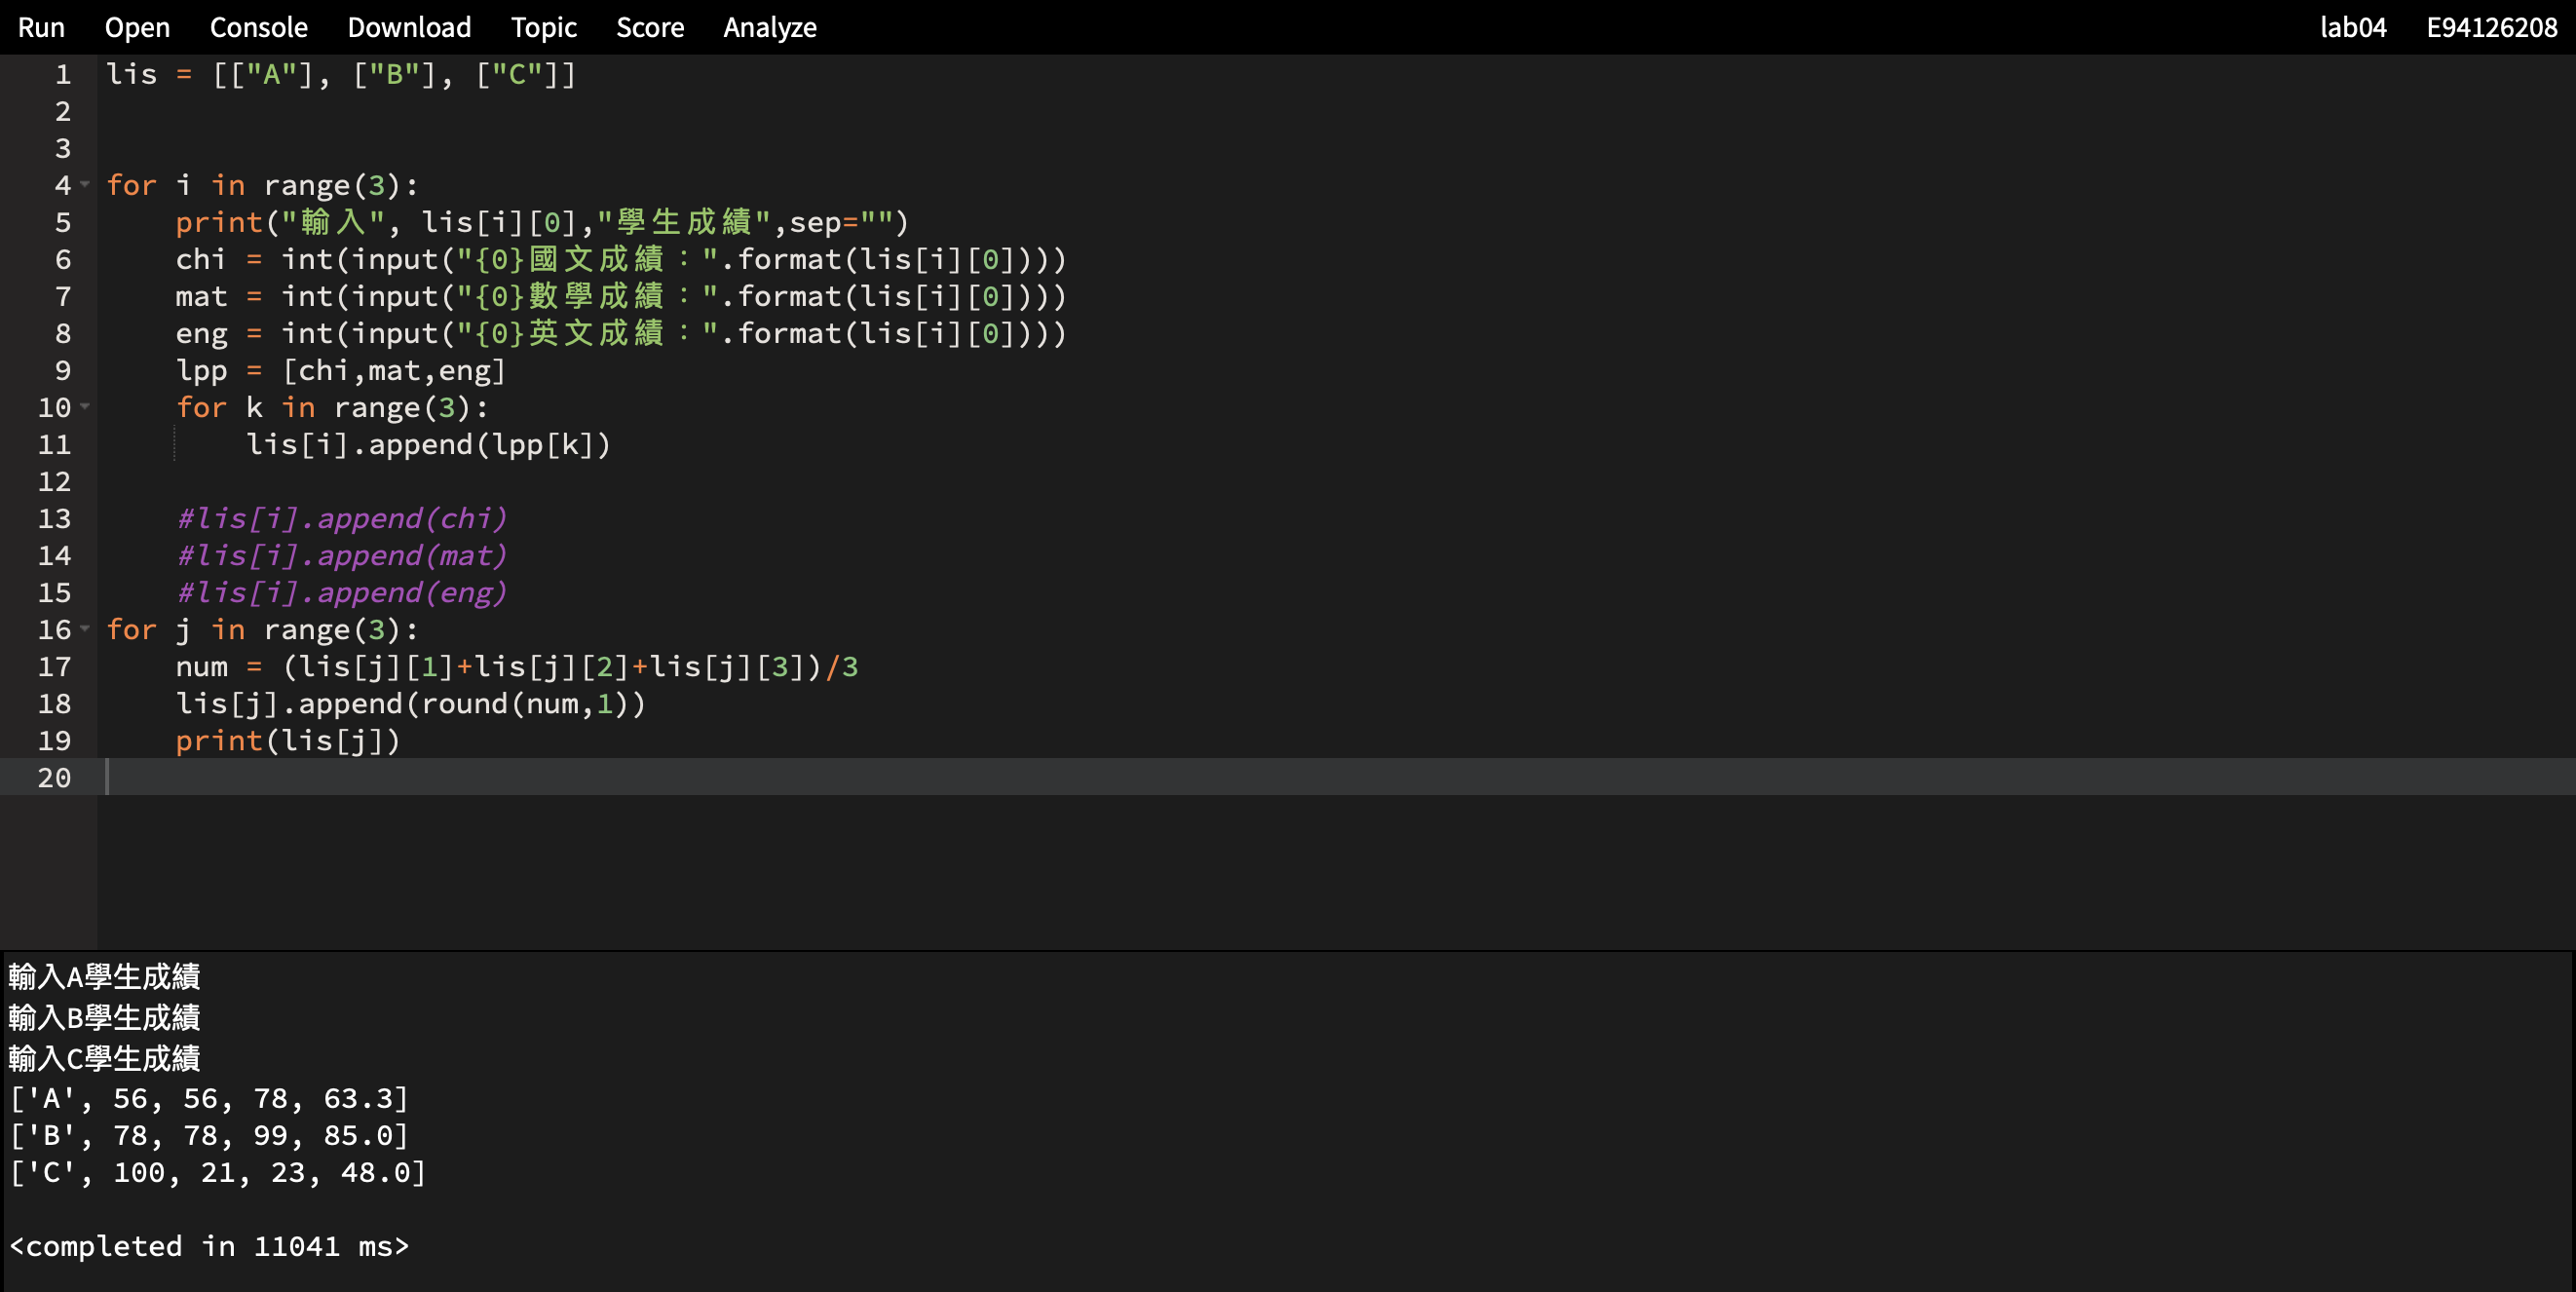 Run Open Console Download Topic Score Analyze lab04 E94126208
1 lis = [["A"], ["B"], ["C"]]
2
3
4 for i in range(3):
5     print("輸入", lis[i][0],"學生成績",sep="")
6     chi = int(input("{0}國文成績：".format(lis[i][0])))
7     mat = int(input("{0}數學成績：".format(lis[i][0])))
8     eng = int(input("{0}英文成績：".format(lis[i][0])))
9     lpp = [chi,mat,eng]
10     for k in range(3):
11         lis[i].append(lpp[k])
12
13     #lis[i].append(chi)
14     #lis[i].append(mat)
15     #lis[i].append(eng)
16 for j in range(3):
17     num = (lis[j][1]+lis[j][2]+lis[j][3])/3
18     lis[j].append(round(num,1))
19     print(lis[j])
20
輸入A學生成績
輸入B學生成績
輸入C學生成績
['A', 56, 56, 78, 63.3]
['B', 78, 78, 99, 85.0]
['C', 100, 21, 23, 48.0]
<completed in 11041 ms>